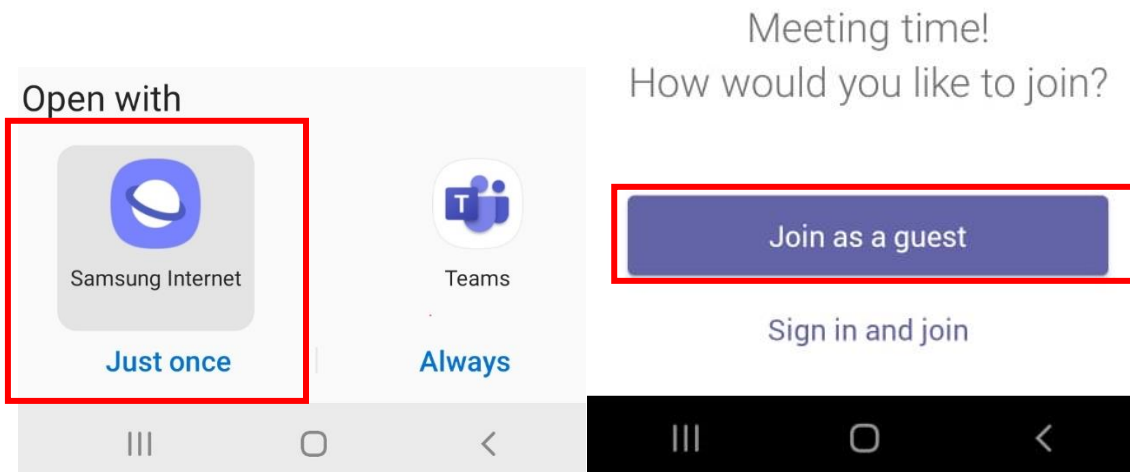 Open with
Samsung Internet
Teams
T
Just once
Always
Meeting time!
How would you like to join?
Join as a guest
Sign in and join